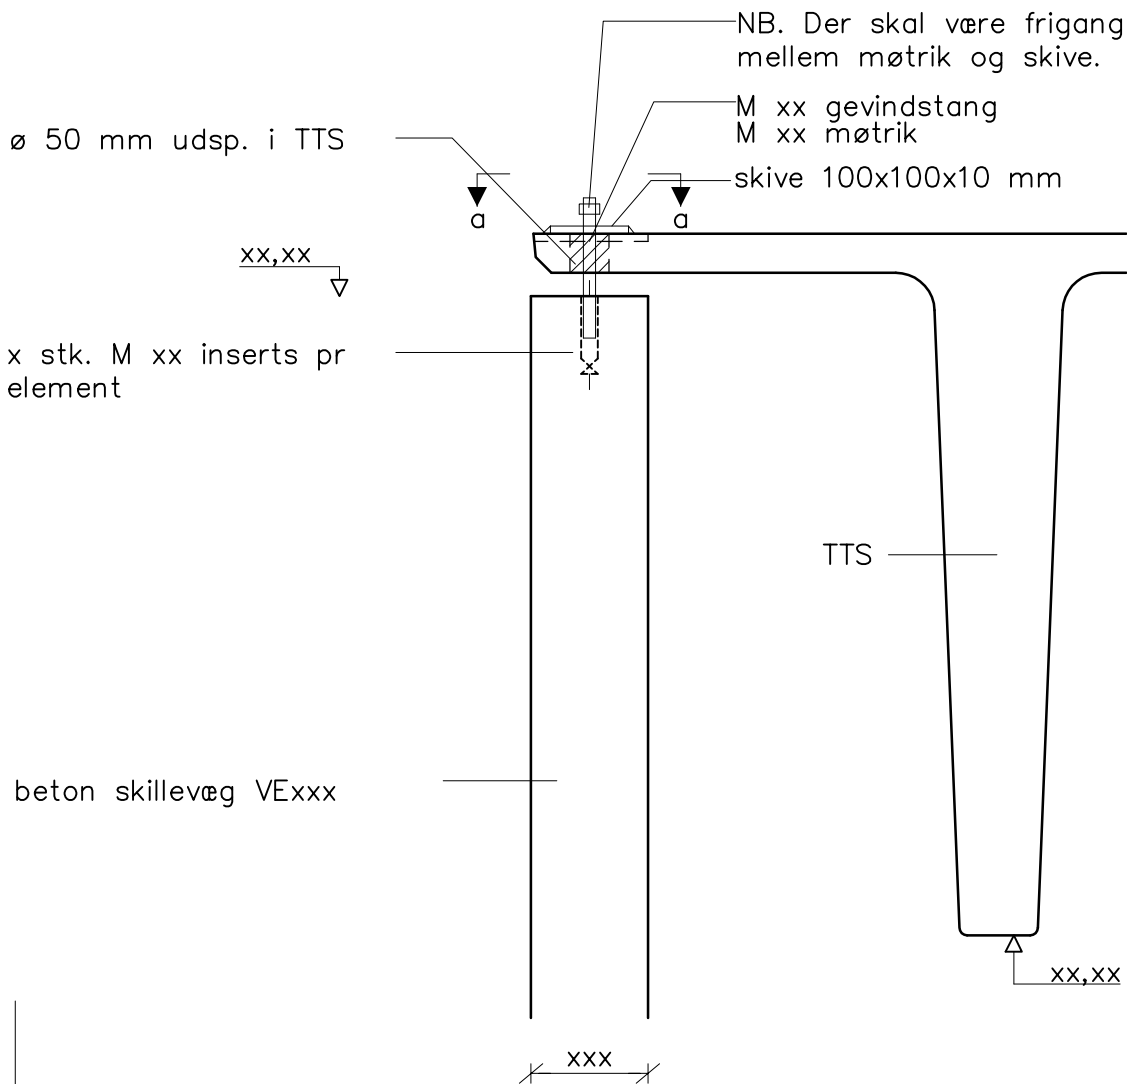 NB. Der skal være frigang
mellem møtrik og skive.
M xx gevindstang
M xx møtrik
ø 50 mm udsp. i TTS
skive 100x100x10 mm
a
a
xx,xx
x stk. M xx inserts pr
element
TTS
beton skillevæg VExxx
xx,xx
xxx